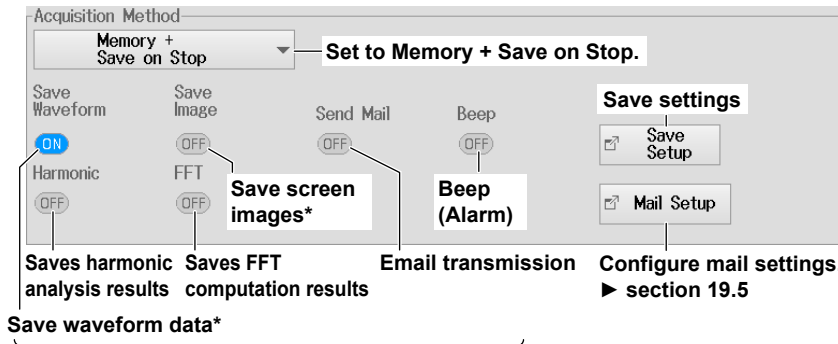 Acquisition Method
Memory +
Save on Stop
Set to Memory + Save on Stop.
Save
Waveform
Save
Image
Send Mail
Beep
Save settings
ON
OFF
OFF
OFF
Save
Setup
Harmonic
FFT
Save screen
images*
Beep
(Alarm)
OFF
OFF
Mail Setup
Saves harmonic
analysis results
Saves FFT
computation results
Email transmission
Configure mail settings
► section 19.5
Save waveform data*